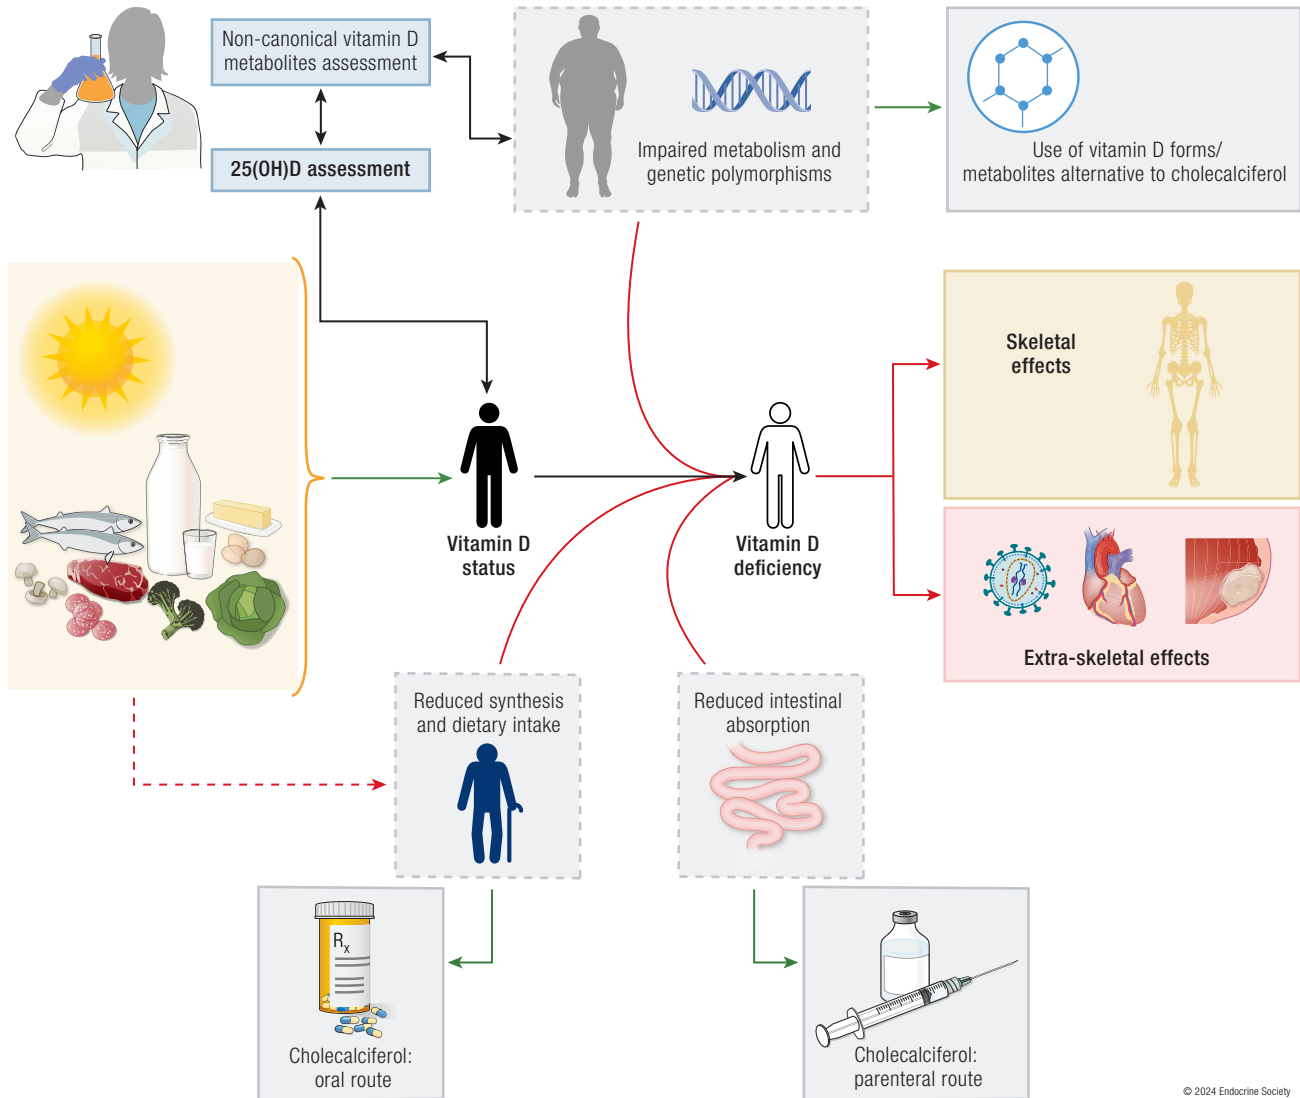 Non-canonical vitamin D
metabolites assessment
25(OH)D assessment
Impaired metabolism and
genetic polymorphisms
Use of vitamin D forms/
metabolites alternative to cholecalciferol
Skeletal
effects
Vitamin D
status
Vitamin D
deficiency
Extra-skeletal effects
Reduced synthesis
and dietary intake
Reduced intestinal
absorption
Rx
Cholecalciferol:
oral route
Cholecalciferol:
parenteral route
© 2024 Endocrine Society